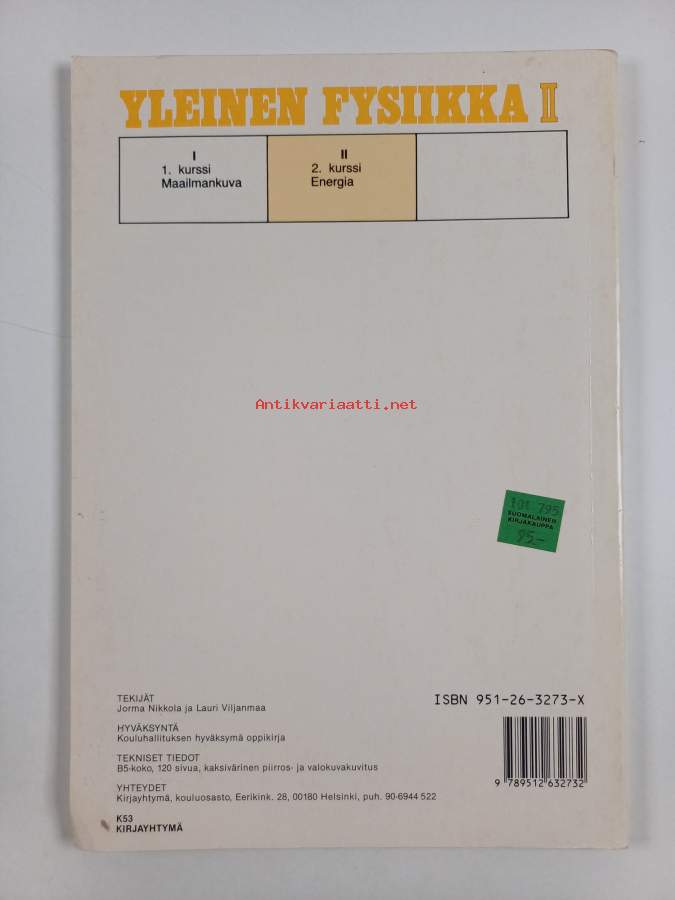 YLEINEN FYSIIKKA II
I
1. kurssi
Maailmankuva
II
2. kurssi
Energia
Antikvariaatti.net
101 795
SUOMALAINEN
KIRJAKAUPPA
95-
TEKIJÄT
Jorma Nikkola ja Lauri Viljanmaa
HYVÄKSYNTÄ
Kouluhallituksen hyväksymä oppikirja
TEKNISET TIEDOT
B5-koko, 120 sivua, kaksivärinen piirros- ja valokuvakuvitus
YHTEYDET
Kirjayhtymä, kouluosasto, Eerikink. 28, 00180 Helsinki, puh. 90-6944 522
K53
KIRJAYHTYMÄ
ISBN 951-26-3273-X
9 789512 632732